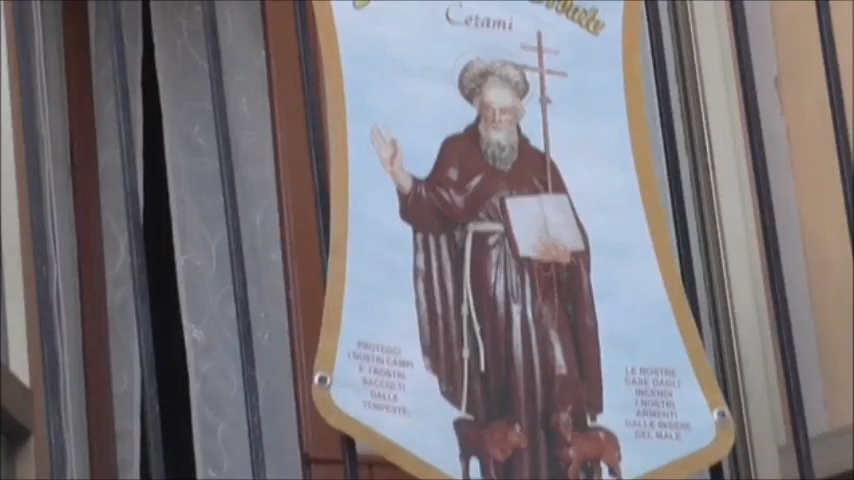 Cerami
PROTEGGI
I NOSTRI CAMPI
E I NOSTRI
RACCOLTI
DALLE
TEMPESTE.
LE NOSTRE
CASE DAGLI
INCENDI
I NOSTRI
ARMENTI
DALLE INSIDIE
DEL MALE.